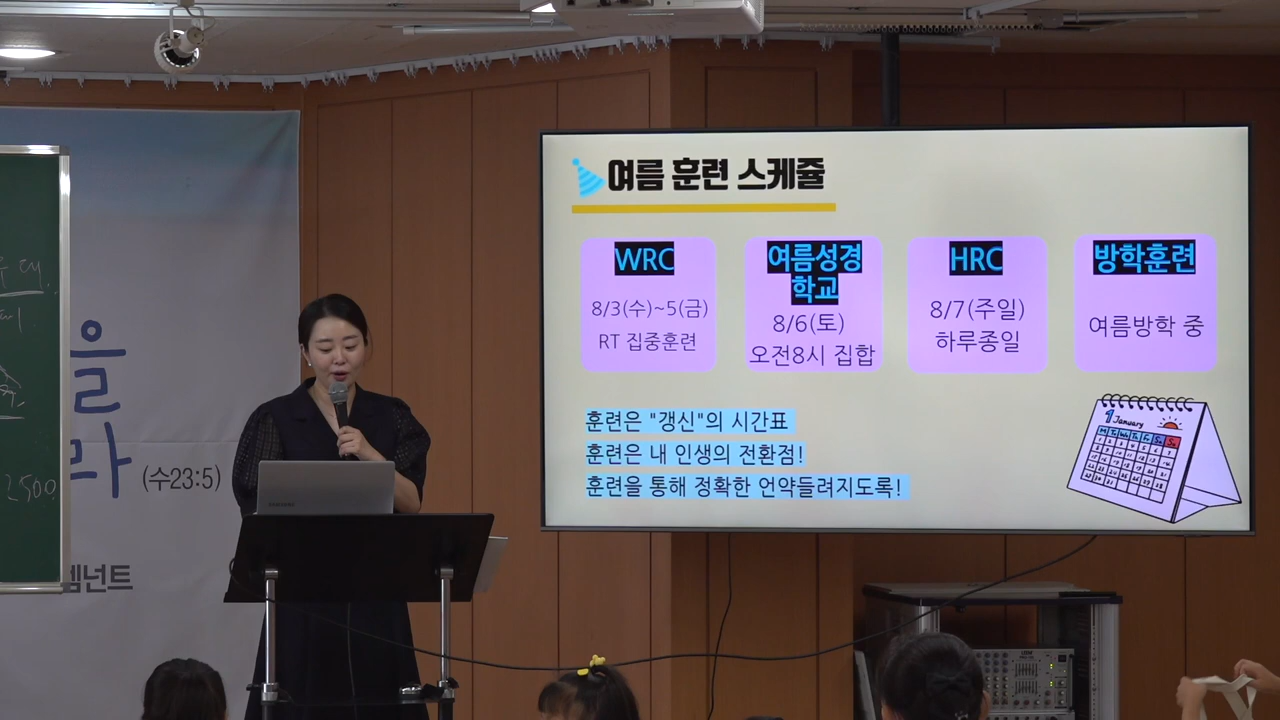 여름 훈련 스케쥴
WRC
8/3(수)~5(금)
RT 집중훈련
여름성경
학교
8/6(토)
오전8시 집합
HRC
8/7(주일)
하루종일
방학훈련
여름방학 중
훈련은 "갱신"의 시간표
훈련은 내 인생의 전환점!
훈련을 통해 정확한 언약들려지도록!
1 January
을
라
(수23:5)
2500